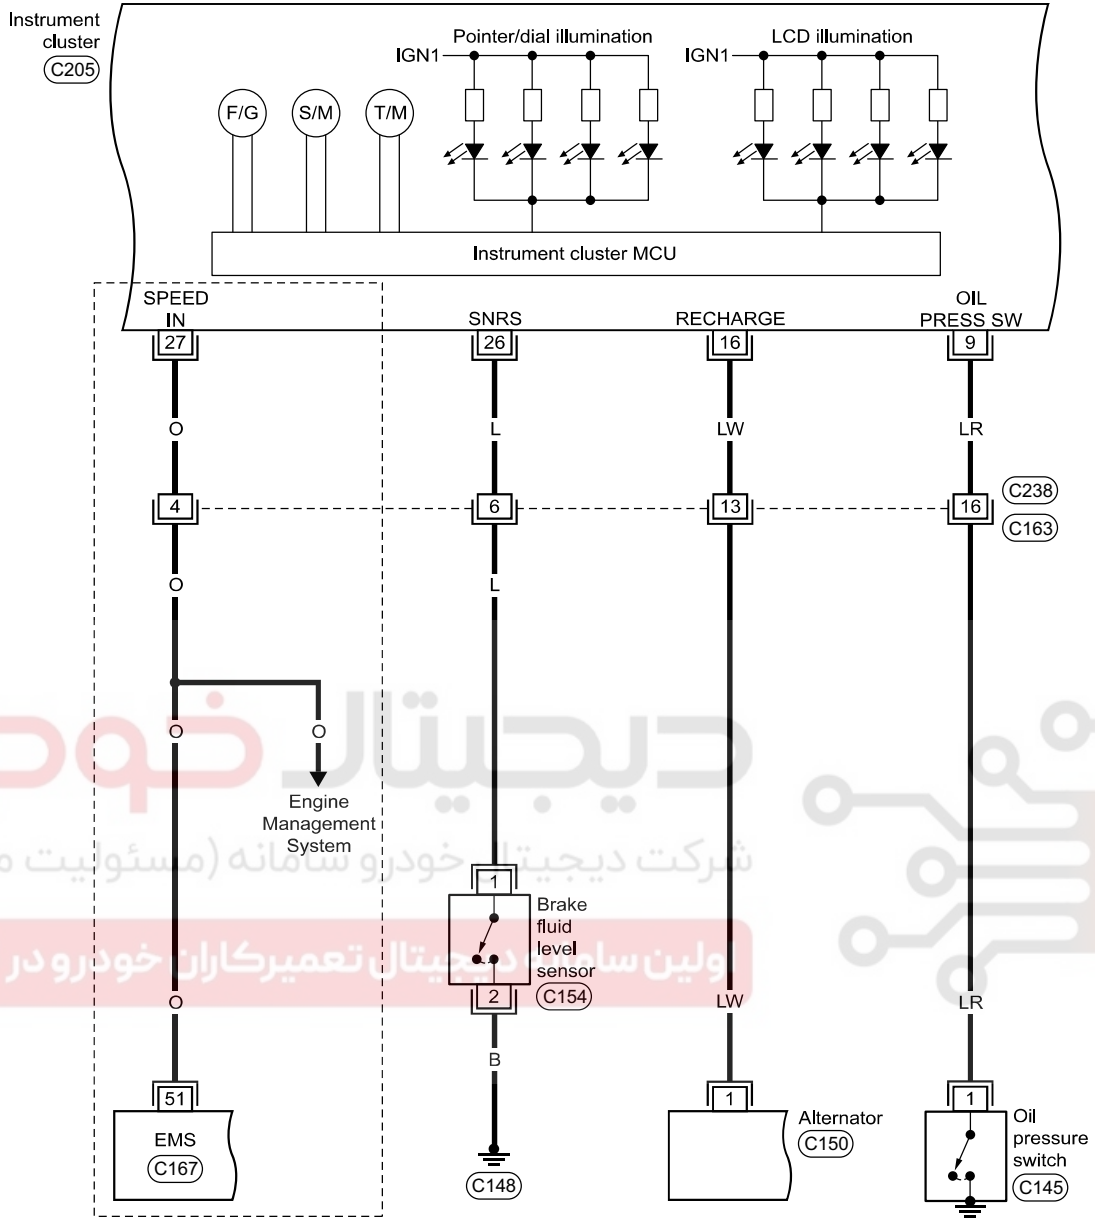 Instrument
cluster
C205
Pointer/dial illumination
LCD illumination
IGN1
IGN1
F/G
S/M
T/M
Instrument cluster MCU
SPEED
IN
SNRS
RECHARGE
OIL
PRESS SW
27
26
16
9
O
L
LW
LR
4
6
13
16
C238
C163
O
L
دیجیتال خود
O
O
Engine
Management
System
شرکت دیجیتال خودرو سامانه (مسئولیت م
1
Brake
fluid
level
sensor
C154
اولین سامانه دیجیتال تعمیرکاران خودرو در
2
O
LW
LR
B
51
1
1
EMS
C167
C148
Alternator
C150
Oil
pressure
switch
C145